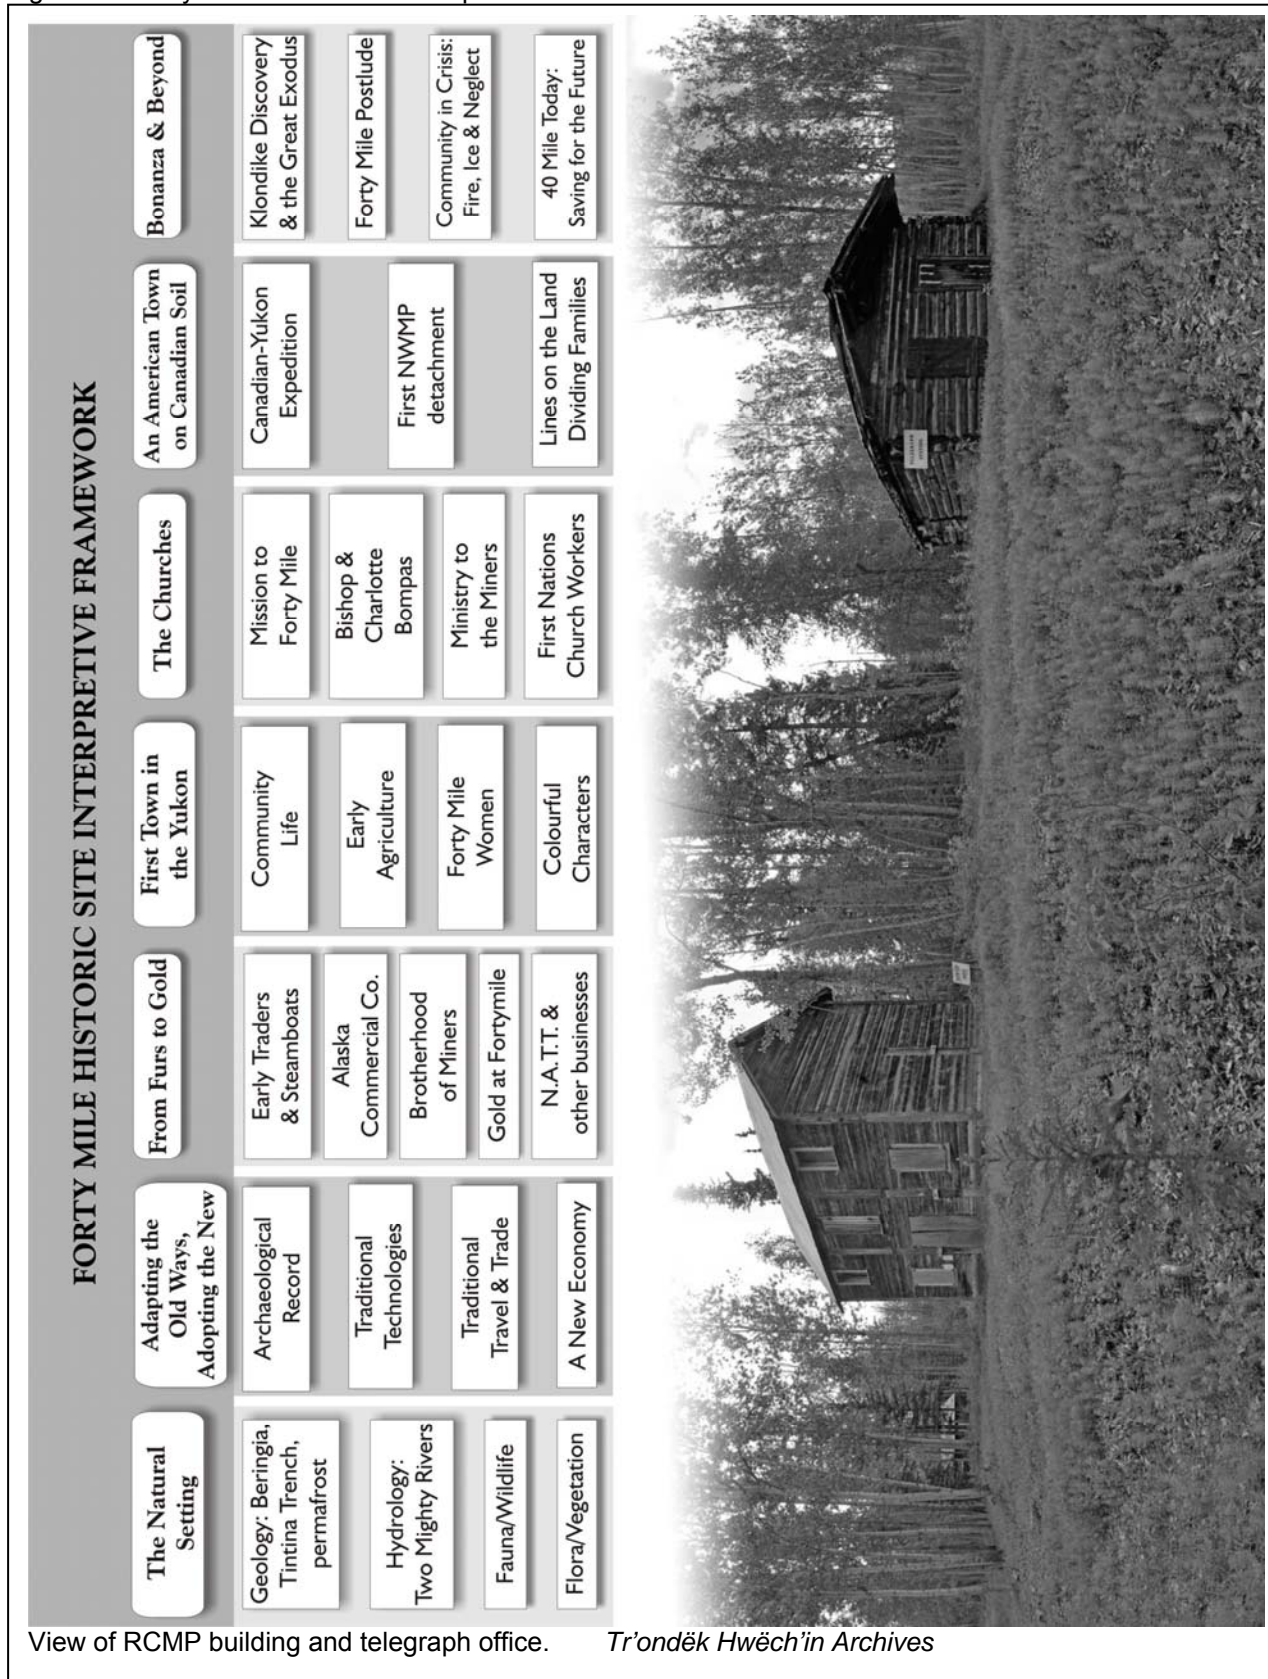 FORTY MILE HISTORIC SITE INTERPRETIVE FRAMEWORK
The Natural
Setting
Geology: Beringia,
Tintina Trench,
permafrost
Hydrology:
Two Mighty Rivers
Fauna/Wildlife
Flora/Vegetation
Adapting the
Old Ways,
Adopting the New
Archaeological
Record
Traditional
Technologies
Traditional
Travel & Trade
A New Economy
From Furs to Gold
Early Traders
& Steamboats
Alaska
Commercial Co.
Brotherhood
of Miners
Gold at Fortymile
N.A.T.T. &
other businesses
First Town in
the Yukon
Community
Life
Early
Agriculture
Forty Mile
Women
Colourful
Characters
The Churches
Mission to
Forty Mile
Bishop &
Charlotte
Bompas
Ministry to
the Miners
First Nations
Church Workers
An American Town
on Canadian Soil
Canadian-Yukon
Expedition
First NWMP
detachment
Lines on the Land
Dividing Families
Bonanza & Beyond
Klondike Discovery
& the Great Exodus
Forty Mile Postlude
Community in Crisis:
Fire, Ice & Neglect
40 Mile Today:
Saving for the Future
View of RCMP building and telegraph office. Tr'ondëk Hwëch'in Archives